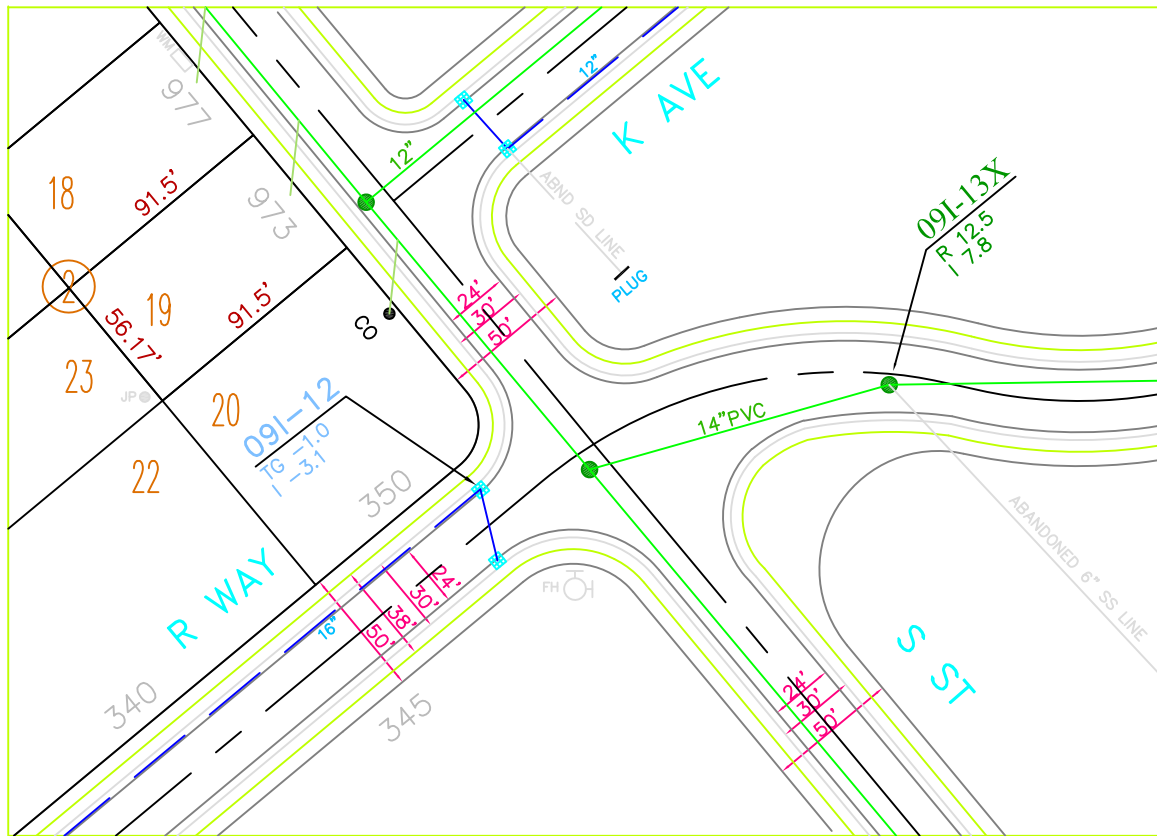 WM
977
12"
K AVE
12"
18
91.5'
973
ABND SD LINE
PLUG
09I-13X
R 12.5
I 7.8
2
19
91.5'
56.17'
CO
24'
30'
50'
23
JP
20
09I-12
TG -1.0
I -3.1
14"PVC
22
350
ABANDONED 6" SS LINE
R WAY
24'
30'
38'
50'
FH
16"
S ST
340
345
24'
30'
50'